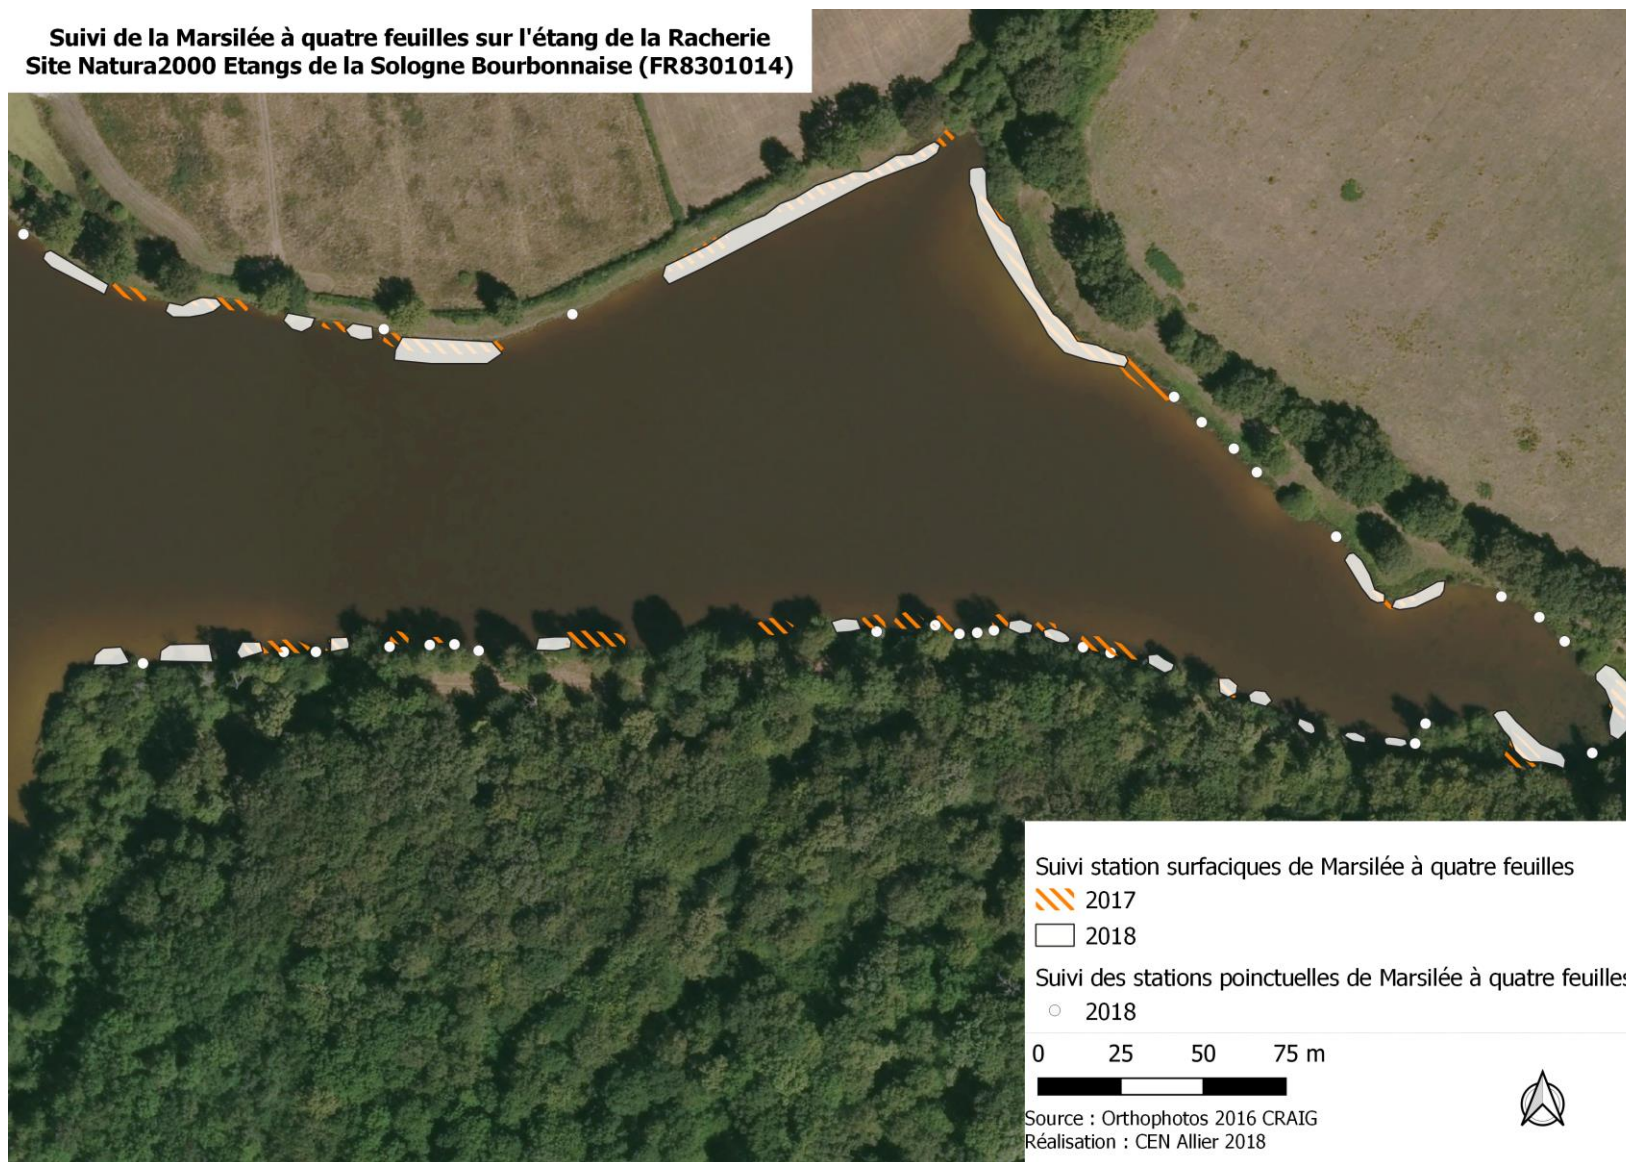 Suivi de la Marsilée à quatre feuilles sur l'étang de la Racherie
Site Natura2000 Etangs de la Sologne Bourbonnaise (FR8301014)
Suivi station surfaciques de Marsilée à quatre feuilles
2017
2018
Suivi des stations poinctuelles de Marsilée à quatre feuilles
2018
0 25 50 75 m
Source : Orthophotos 2016 CRAIG
Réalisation : CEN Allier 2018